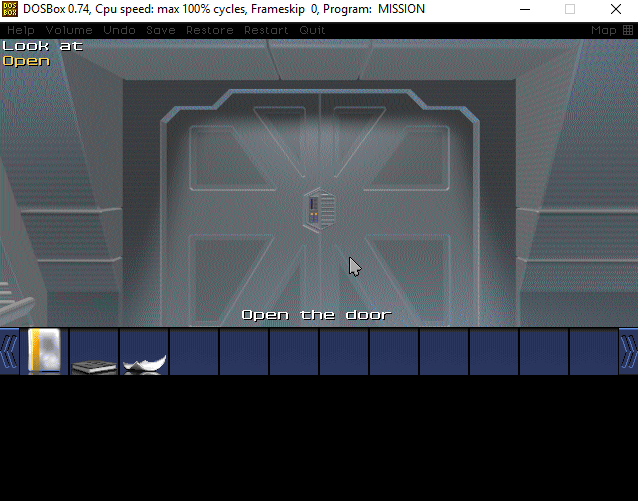 DOSBox 0.74, Cpu speed: max 100% cycles, Frameskip 0, Program: MISSION
Help Volume Undo Save Restore Restart Quit Map
Look at
Open
Open the door